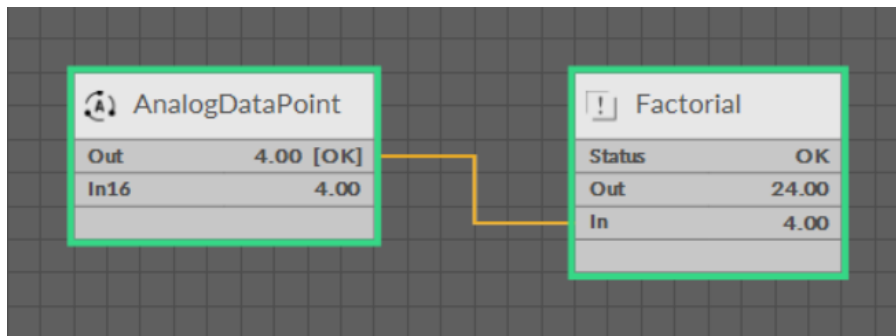 AnalogDataPoint
Out 4.00 [OK]
In16 4.00
! Factorial
Status OK
Out 24.00
In 4.00